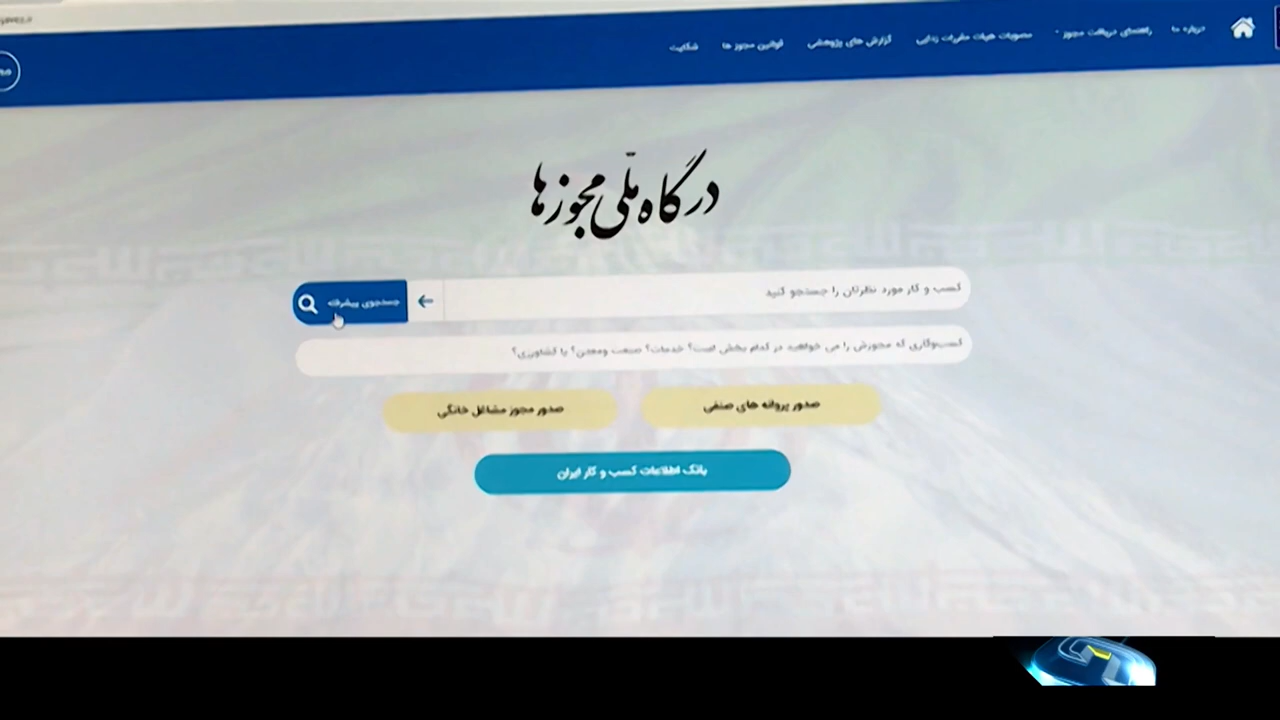 درباره ما
راهنمای دریافت مجوز
مصوبات هیات مقررات زدایی
گزارش های پژوهشی
قوانین مجوز ها
شکایت
درگاه ملّی مجوزها
کسب و کار مورد نظرتان را جستجو کنید
جستجوی پیشرفته
کسب‌وکاری که مجوزش را می خواهید در کدام بخش است؟ خدمات؟ صنعت ومعدن؟ یا کشاورزی؟
صدور پروانه های صنفی
صدور مجوز مشاغل خانگی
بانک اطلاعات کسب و کار ایران